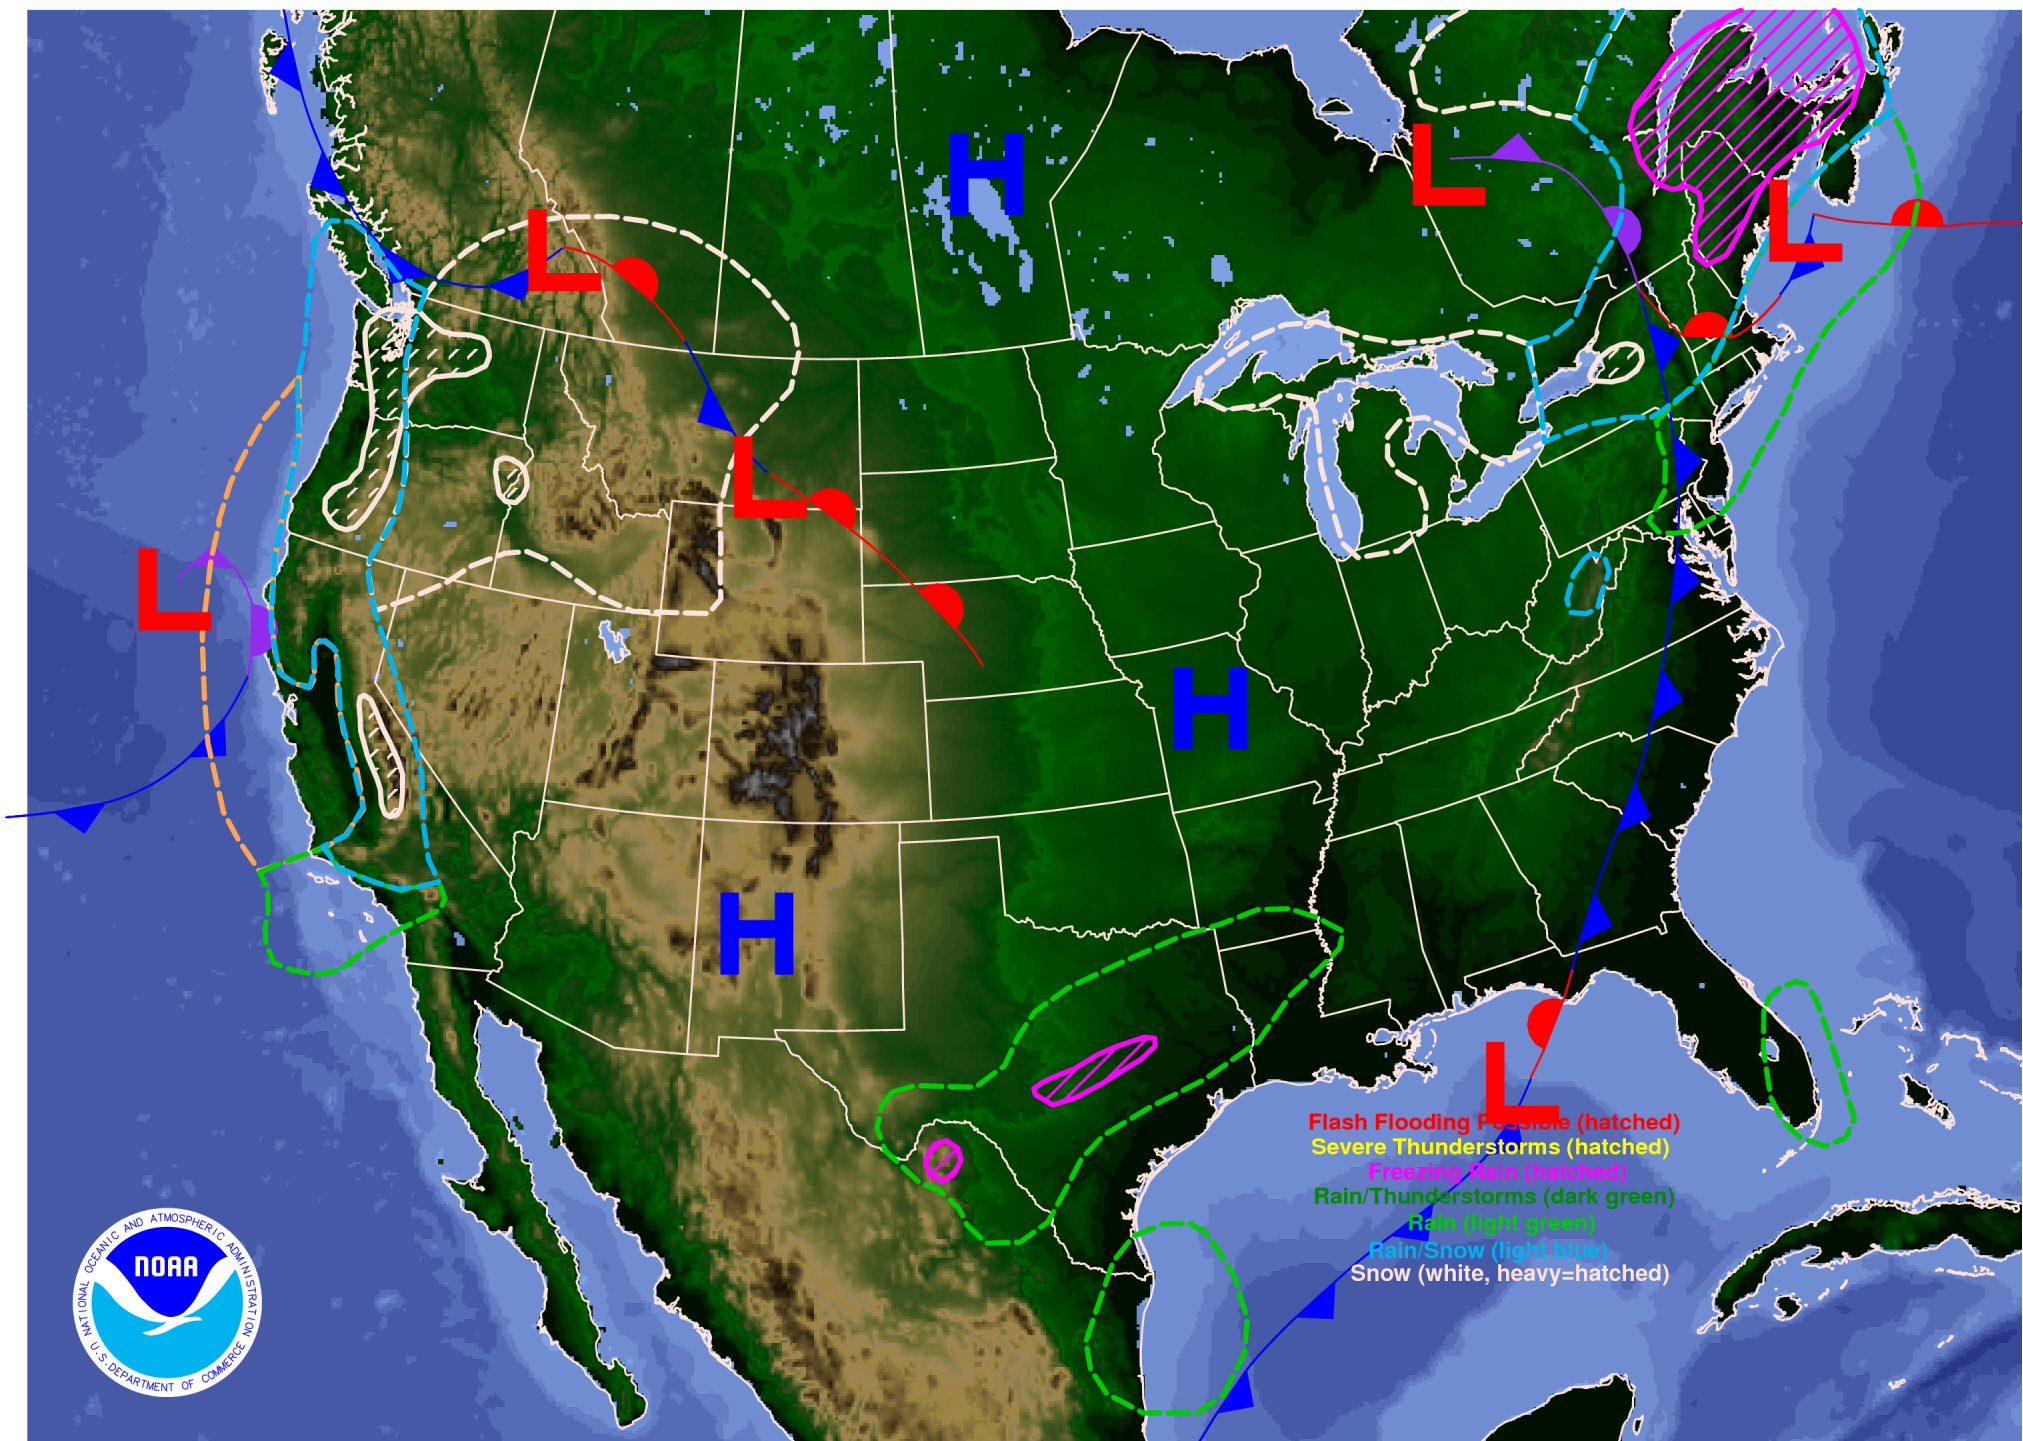 H
L
L
L
L
L
L
H
H
L
Flash Flooding Possible (hatched)
Severe Thunderstorms (hatched)
Freezing Rain (hatched)
Rain/Thunderstorms (dark green)
Rain (light green)
Rain/Snow (light blue)
Snow (white, heavy=hatched)
NATIONAL OCEANIC AND ATMOSPHERIC ADMINISTRATION
NOAA
U.S. DEPARTMENT OF COMMERCE